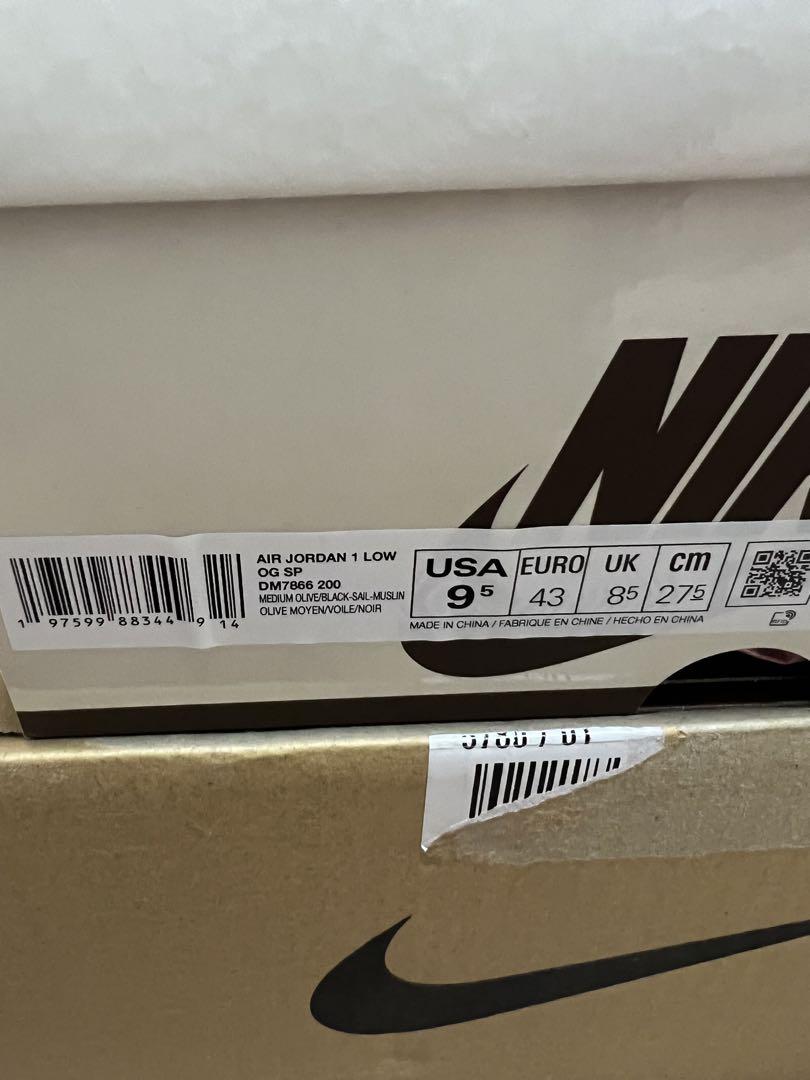 NIK
AIR JORDAN 1 LOW
OG SP
DM7866 200
MEDIUM OLIVE/BLACK-SAIL-MUSLIN
OLIVE MOYEN/VOILE/NOIR
1 97599 88344 9 14
USA EURO UK cm
95 43 85 275
MADE IN CHINA / FABRIQUE EN CHINE / HECHO EN CHINA